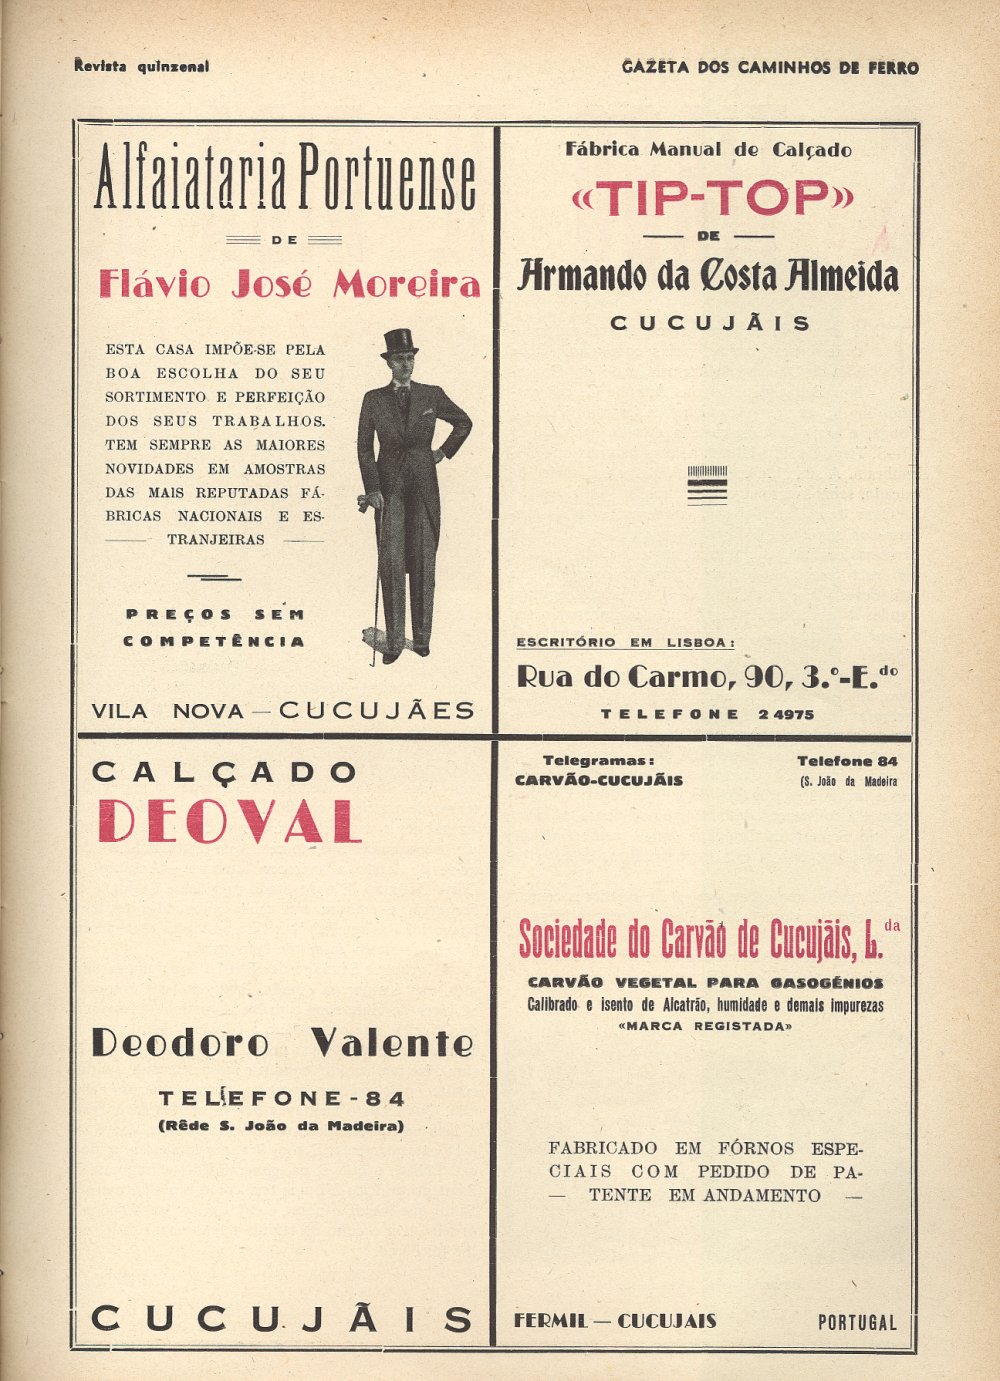 Revista quinzenal
GAZETA DOS CAMINHOS DE FERRO
Alfaiataria Portuense
DE
Flávio José Moreira
ESTA CASA IMPÕE-SE PELA
BOA ESCOLHA DO SEU
SORTIMENTO E PERFEIÇÃO
DOS SEUS TRABALHOS.
TEM SEMPRE AS MAIORES
NOVIDADES EM AMOSTRAS
DAS MAIS REPUTADAS FÁ-
BRICAS NACIONAIS E ES-
— TRANJEIRAS —
PREÇOS SEM
COMPETÊNCIA
VILA NOVA — CUCUJÃES
Fábrica Manual de Calçado
«TIP-TOP»
— DE —
Armando da Costa Almeida
CUCUJÃIS
ESCRITÓRIO EM LISBOA:
Rua do Carmo, 90, 3.º-E.do
TELEFONE 24975
CALÇADO
DEOVAL
Deodoro Valente
TELEFONE-84
(Rêde S. João da Madeira)
CUCUJÃIS
Telegramas:
CARVÃO-CUCUJÃIS
Telefone 84
(S. João da Madeira
Sociedade do Carvão de Cucujãis, L.da
CARVÃO VEGETAL PARA GASOGÉNIOS
Calibrado e isento de Alcatrão, humidade e demais impurezas
«MARCA REGISTADA»
FABRICADO EM FÓRNOS ESPE-
CIAIS COM PEDIDO DE PA-
— TENTE EM ANDAMENTO —
FERMIL — CUCUJAIS
PORTUGAL